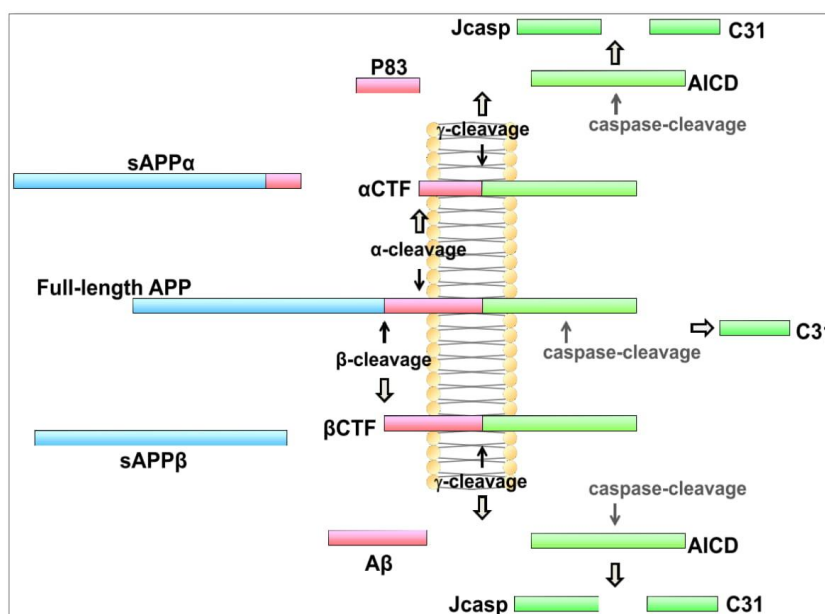 Jcasp
C31
P83
AICD
γ-cleavage
caspase-cleavage
sAPPα
αCTF
α-cleavage
Full-length APP
C31
β-cleavage
caspase-cleavage
βCTF
sAPPβ
γ-cleavage
caspase-cleavage
Aβ
AICD
Jcasp
C31